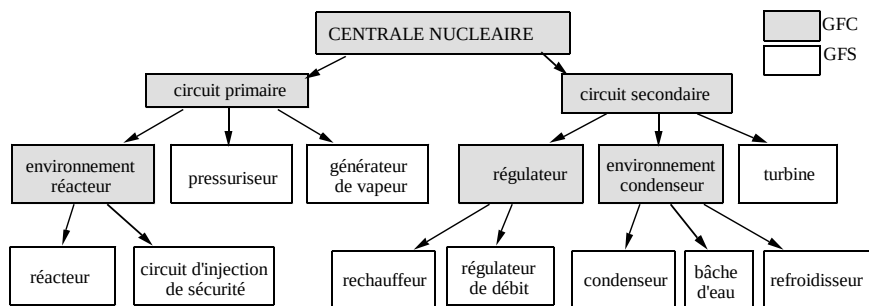 CENTRALE NUCLEAIRE
GFC
GFS
circuit primaire
circuit secondaire
environnement
réacteur
pressuriseur
générateur
de vapeur
régulateur
environnement
condenseur
turbine
réacteur
circuit d'injection
de sécurité
rechauffeur
régulateur
de débit
condenseur
bâche
d'eau
refroidisseur